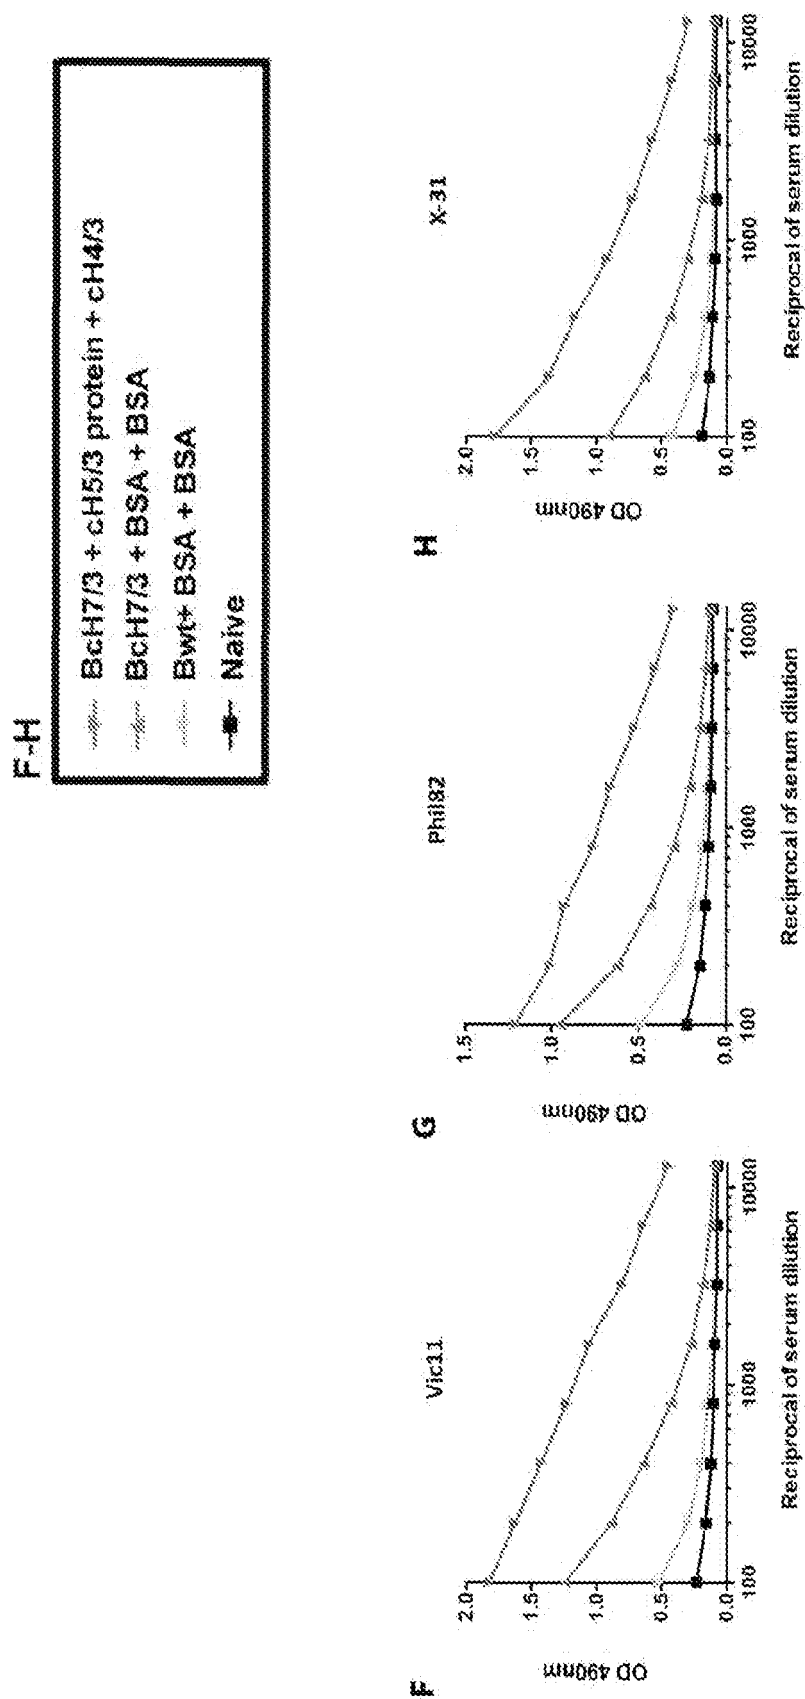 F-H
BcH7/3 + cH5/3 protein + cH4/3
BcH7/3 + BSA + BSA
Bwt+ BSA + BSA
Naive
F
Vic11
OD 490nm
2.0
1.5
1.0
0.5
0.0
100
1000
10000
Reciprocal of serum dilution
G
Phil82
OD 490nm
1.5
1.0
0.5
0.0
100
1000
10000
Reciprocal of serum dilution
H
X-31
OD 490nm
2.0
1.5
1.0
0.5
0.0
100
1000
10000
Reciprocal of serum dilution